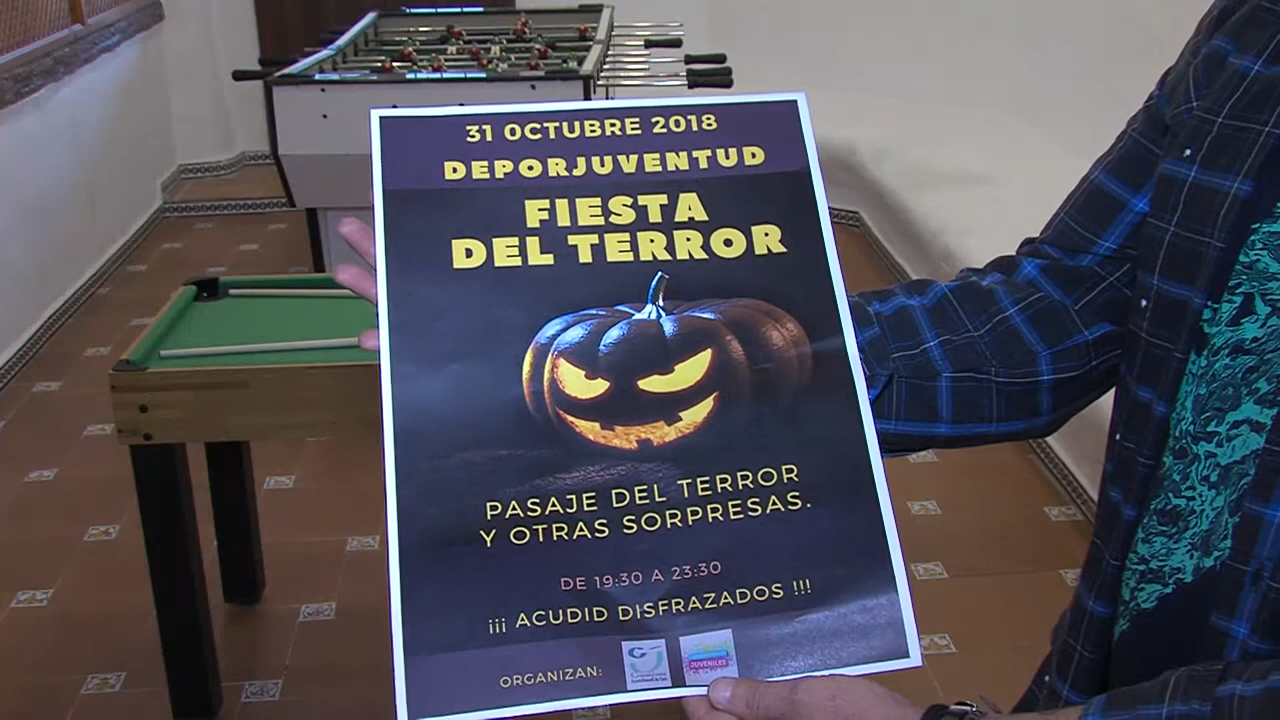 31 OCTUBRE 2018
DEPORJUVENTUD
FIESTA
DEL TERROR
PASAJE DEL TERROR
Y OTRAS SORPRESAS.
DE 19:30 A 23:30
¡¡¡ ACUDID DISFRAZADOS !!!
ORGANIZAN:
JUVENILES